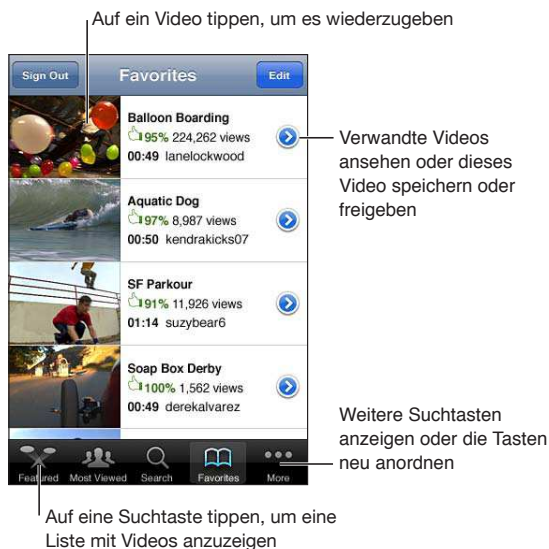 Auf ein Video tippen, um es wiederzugeben
Sign Out
Favorites
Edit
Balloon Boarding
95% 224,262 views
00:49 lanelockwood
Verwandte Videos
ansehen oder dieses
Video speichern oder
freigeben
Aquatic Dog
97% 8,987 views
00:50 kendrakicks07
SF Parkour
91% 11,926 views
01:14 suzybear6
Soap Box Derby
100% 1,562 views
00:49 derekalvarez
Weitere Suchtasten
anzeigen oder die Tasten
neu anordnen
Featured Most Viewed Search Favorites More
Auf eine Suchtaste tippen, um eine
Liste mit Videos anzuzeigen